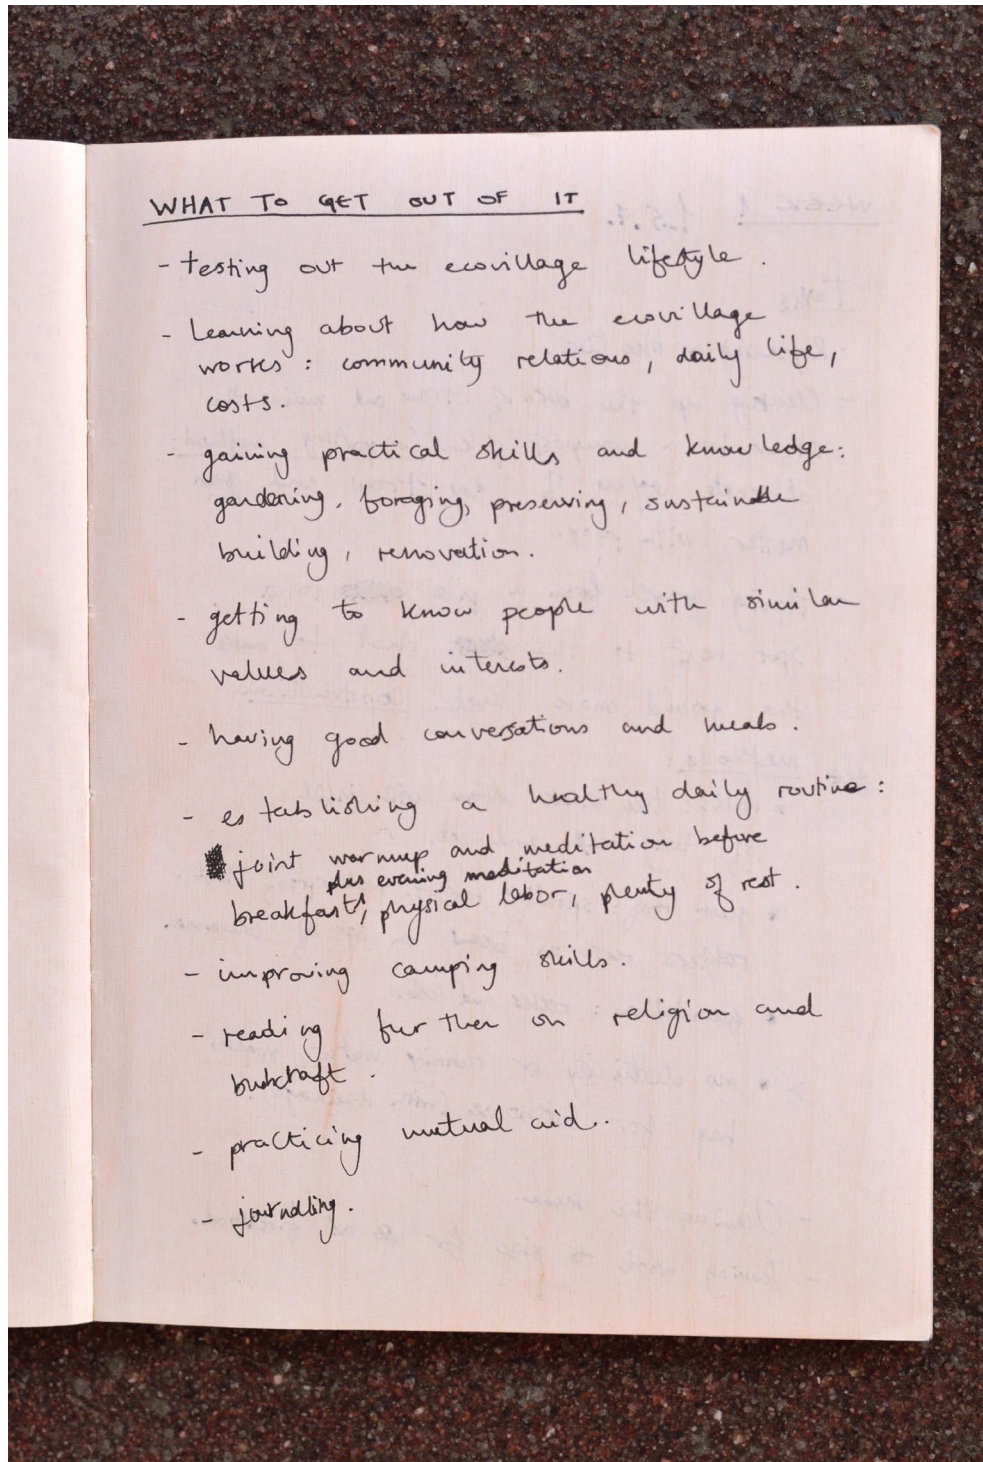 WHAT TO GET OUT OF IT
- testing out the ecovillage lifestyle.
- Learning about how the ecovillage
works: community relations, daily life,
costs.
- gaining practical skills and knowledge:
gardening, foraging, preserving, sustainable
building, renovation.
- getting to know people with similar
values and interests.
- having good conversations and meals.
- establishing a healthy daily routine:
joint warmup and meditation before
plus evening meditation
breakfast, physical labor, plenty of rest.
- improving camping skills.
- reading further on religion and
bushcraft.
- practicing mutual aid..
- journaling.